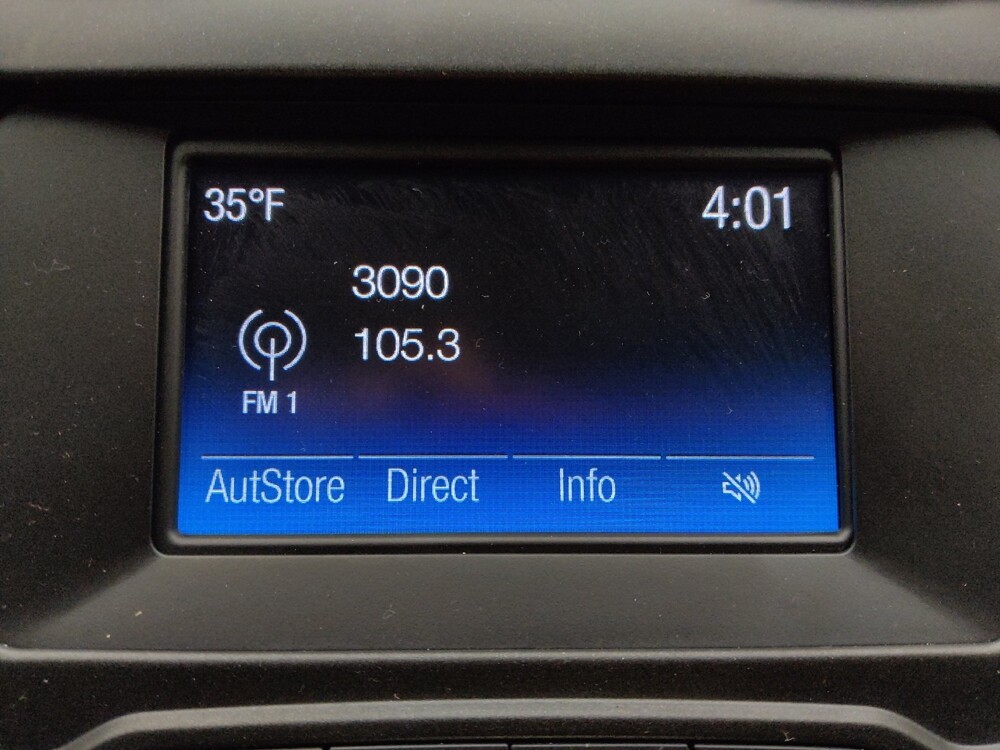 35°F 4:01
3090
105.3
FM 1
AutStore Direct Info